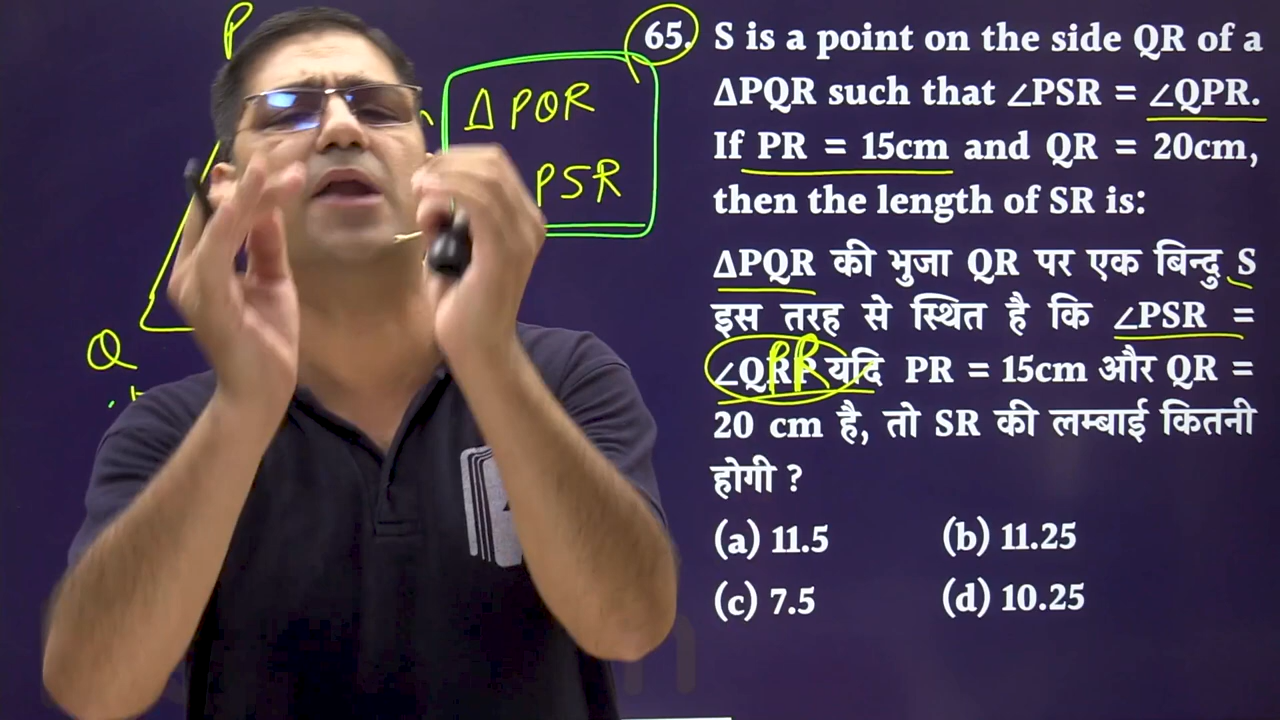 P
Δ PQR
PSR
Q
65. S is a point on the side QR of a
ΔPQR such that ∠PSR = ∠QPR.
If PR = 15cm and QR = 20cm,
then the length of SR is:
ΔPQR की भुजा QR पर एक बिन्दु S
इस तरह से स्थित है कि ∠PSR =
∠QRP यदि PR = 15cm और QR =
PR
20 cm है, तो SR की लम्बाई कितनी
होगी ?
(a) 11.5 (b) 11.25
(c) 7.5 (d) 10.25